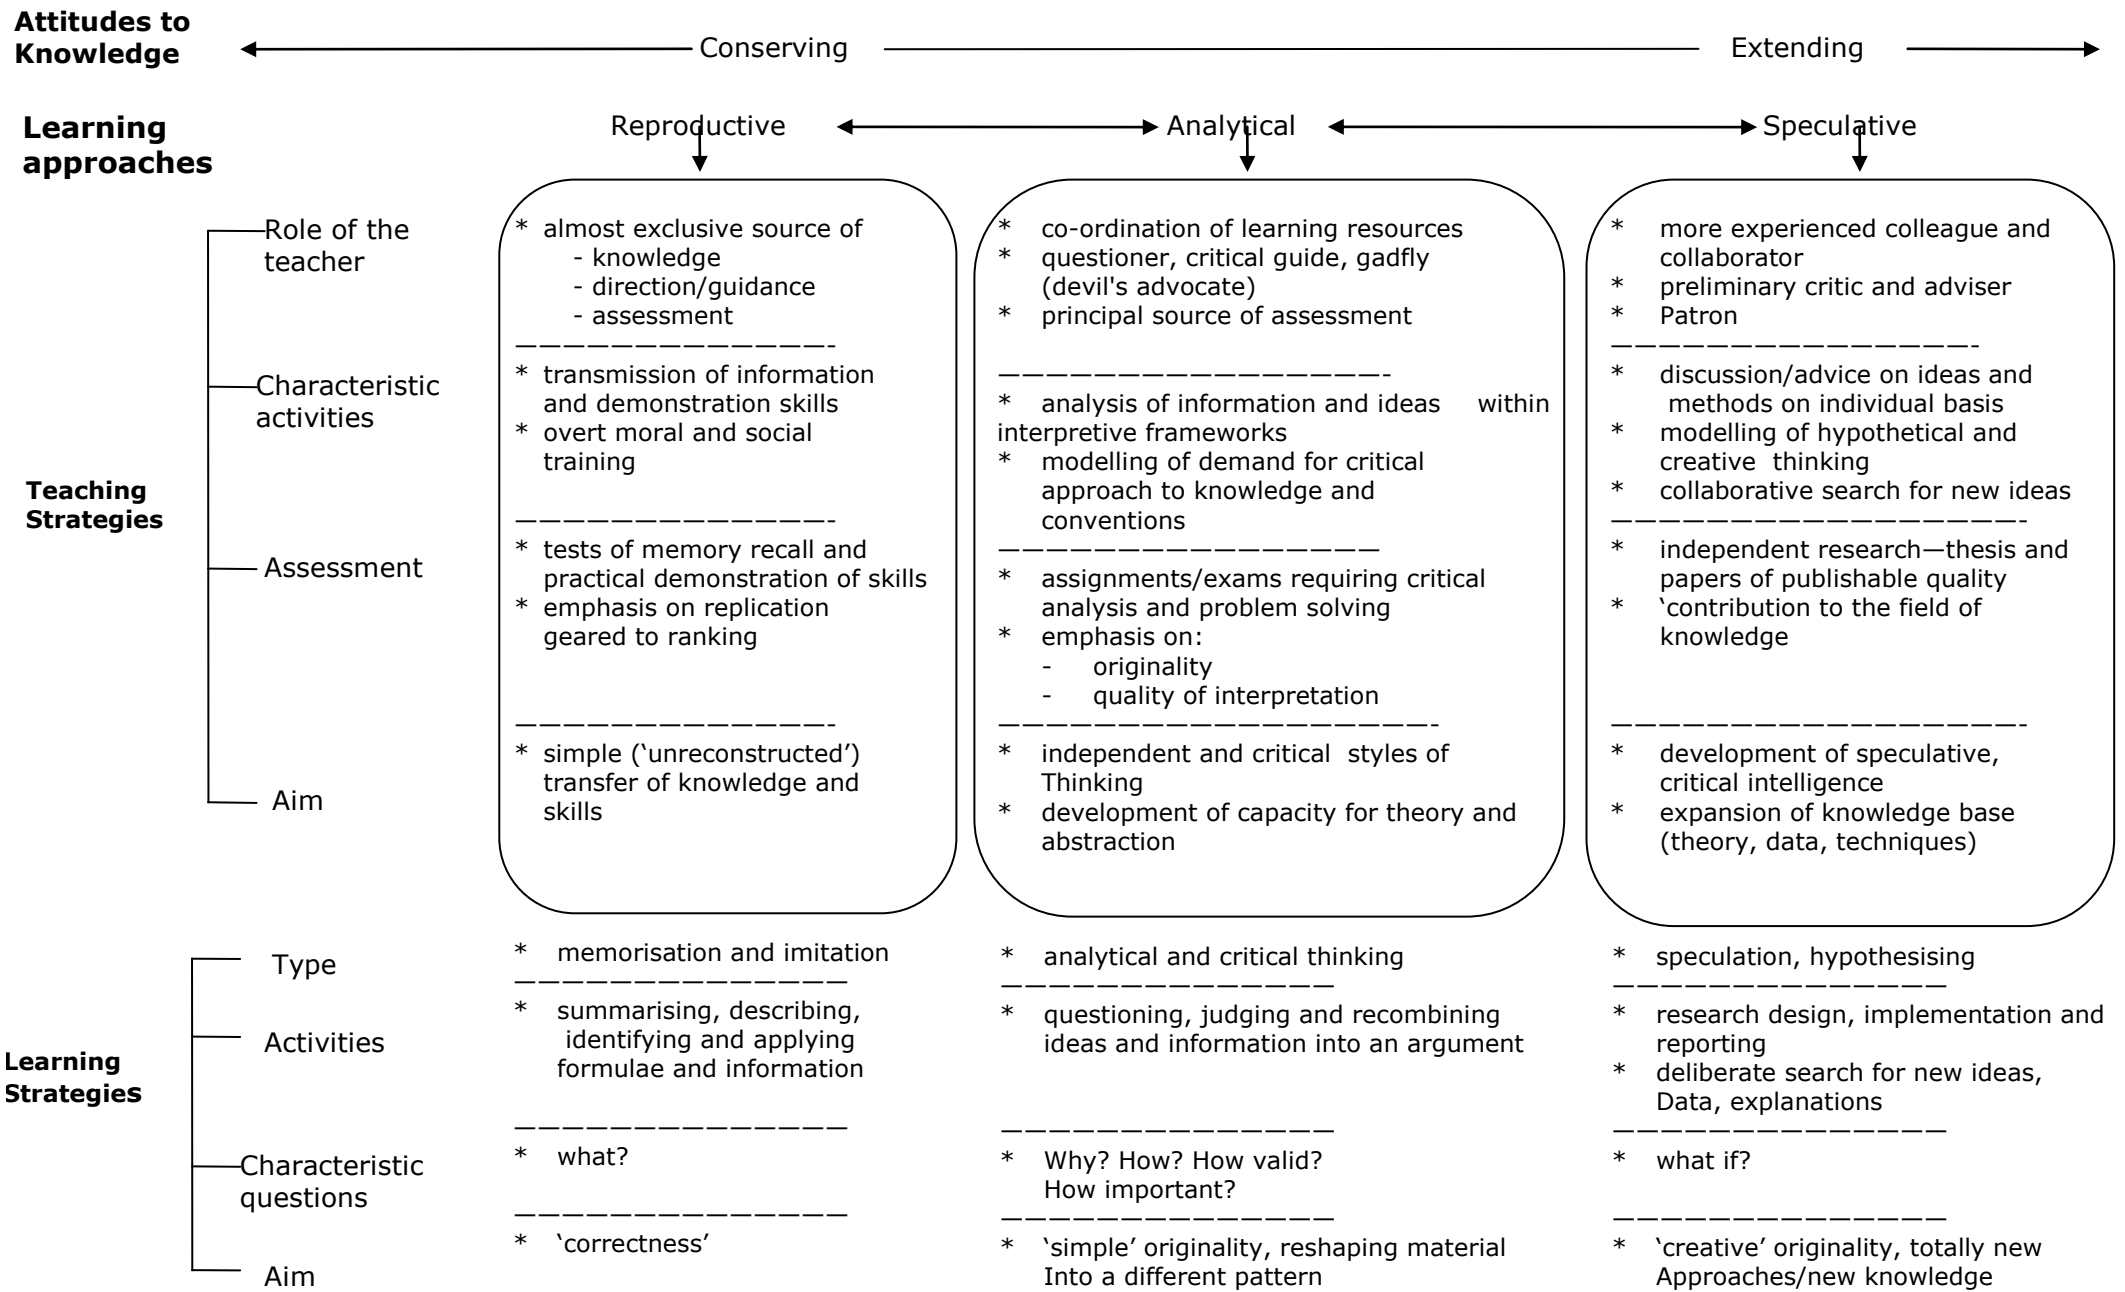 Attitudes to
Knowledge
Conserving
Extending
Learning
approaches
Reproductive
Analytical
Speculative
Teaching
Strategies
Role of the
teacher
* almost exclusive source of
- knowledge
- direction/guidance
- assessment
* co-ordination of learning resources
* questioner, critical guide, gadfly
(devil's advocate)
* principal source of assessment
* more experienced colleague and
collaborator
* preliminary critic and adviser
* Patron
Characteristic
activities
* transmission of information
and demonstration skills
* overt moral and social
training
* analysis of information and ideas within
interpretive frameworks
* modelling of demand for critical
approach to knowledge and
conventions
* discussion/advice on ideas and
methods on individual basis
* modelling of hypothetical and
creative thinking
* collaborative search for new ideas
Assessment
* tests of memory recall and
practical demonstration of skills
* emphasis on replication
geared to ranking
* assignments/exams requiring critical
analysis and problem solving
* emphasis on:
- originality
- quality of interpretation
* independent research—thesis and
papers of publishable quality
* ‘contribution to the field of
knowledge
Aim
* simple (‘unreconstructed’)
transfer of knowledge and
skills
* independent and critical styles of
Thinking
* development of capacity for theory and
abstraction
* development of speculative,
critical intelligence
* expansion of knowledge base
(theory, data, techniques)
Learning
Strategies
Type
* memorisation and imitation
* analytical and critical thinking
* speculation, hypothesising
Activities
* summarising, describing,
identifying and applying
formulae and information
* questioning, judging and recombining
ideas and information into an argument
* research design, implementation and
reporting
* deliberate search for new ideas,
Data, explanations
Characteristic
questions
* what?
* Why? How? How valid?
How important?
* what if?
Aim
* ‘correctness’
* ‘simple’ originality, reshaping material
Into a different pattern
* ‘creative’ originality, totally new
Approaches/new knowledge